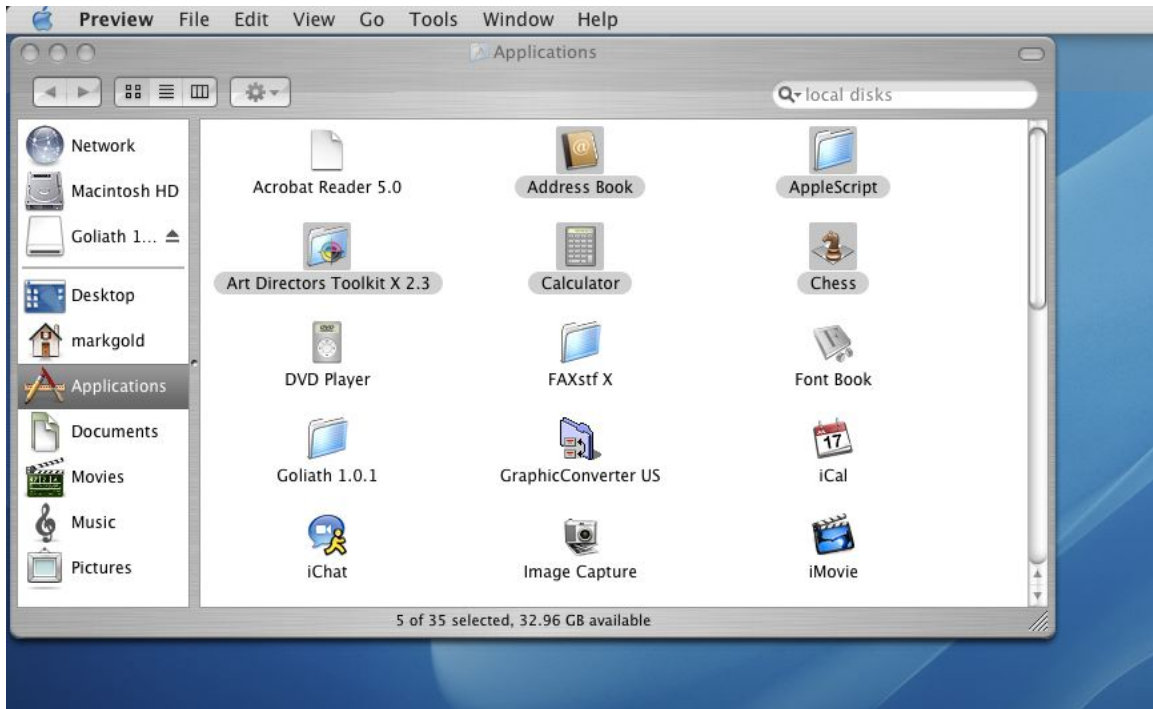 Preview File Edit View Go Tools Window Help
Applications
local disks
Network
Macintosh HD
Goliath 1...
Desktop
markgold
Applications
Documents
Movies
Music
Pictures
Acrobat Reader 5.0 Address Book AppleScript
Art Directors Toolkit X 2.3 Calculator Chess
DVD Player FAXstf X Font Book
Goliath 1.0.1 GraphicConverter US iCal
17
iChat Image Capture iMovie
5 of 35 selected, 32.96 GB available